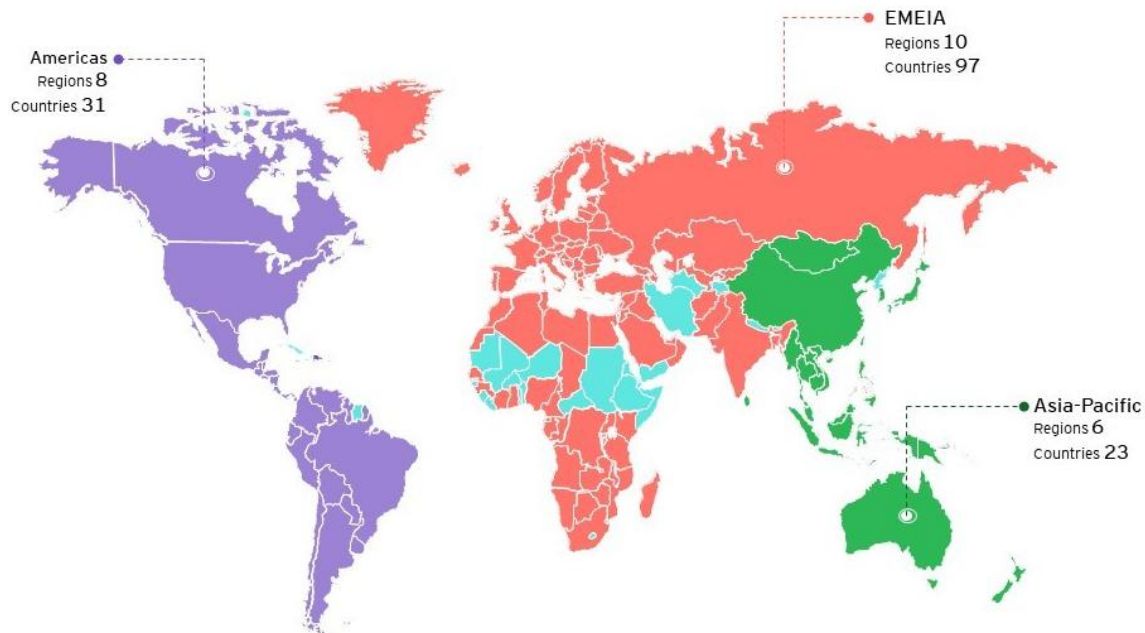 EMEIA
Regions 10
Countries 97
Americas
Regions 8
Countries 31
Asia-Pacific
Regions 6
Countries 23